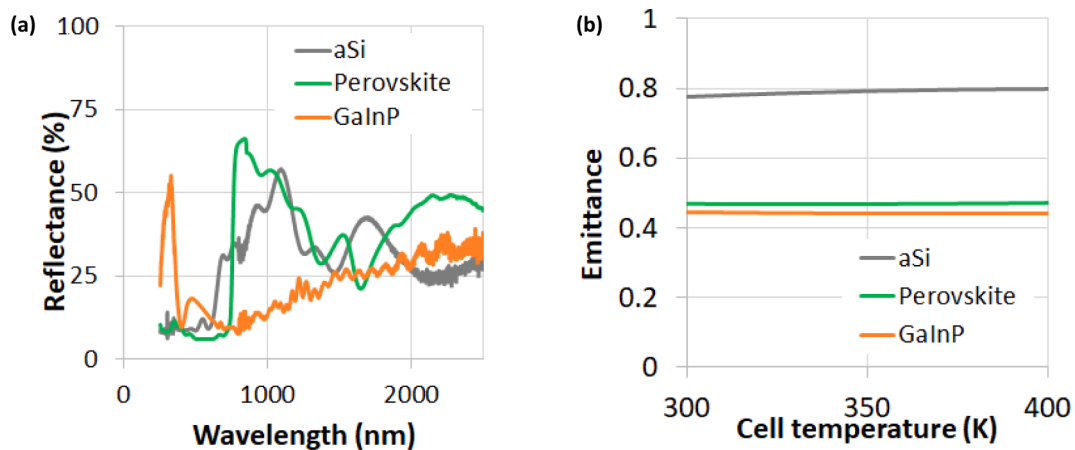 (a)
100
75
50
25
0
Reflectance (%)
aSi
Perovskite
GaInP
0
1000
2000
Wavelength (nm)
(b)
1
0.8
0.6
0.4
0.2
0
Emittance
aSi
Perovskite
GaInP
300
350
400
Cell temperature (K)